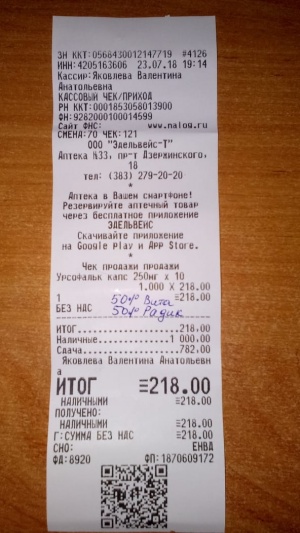 ЗН ККТ:0568430012147719 #4126
ИНН:4205163606 23.07.18 19:14
Кассир:Яковлева Валентина
Анатольевна
КАССОВЫЙ ЧЕК/ПРИХОД
РН ККТ:0001853058013900
ФН:9282000100014599
Сайт ФНС: www.nalog.ru
СМЕНА:70 ЧЕК:121
ООО "Эдельвейс-Т"
Аптека №33, пр-т Дзержинского,
18
тел: (383) 279-20-20
*
Аптека в Вашем смартфоне!
Резервируйте аптечный товар
через бесплатное приложение
ЭДЕЛЬВЕЙС
Скачивайте приложение
на Google Play и App Store.
*
Чек продажи продажи
Урсофальк капс 250мг x 10
1.000 X 218.00
1 ≡218.00
50% Вита
БЕЗ НДС
50% Радик
ИТОГ 218.00
Наличные 1 000.00
Сдача 782.00
Яковлева Валентина Анатольевн
а
ИТОГ ≡218.00
НАЛИЧНЫМИ ≡218.00
ПОЛУЧЕНО:
НАЛИЧНЫМИ ≡218.00
Г:СУММА БЕЗ НДС ≡218.00
СНО: ЕНВД
ФД:8920 ФП:1870609172